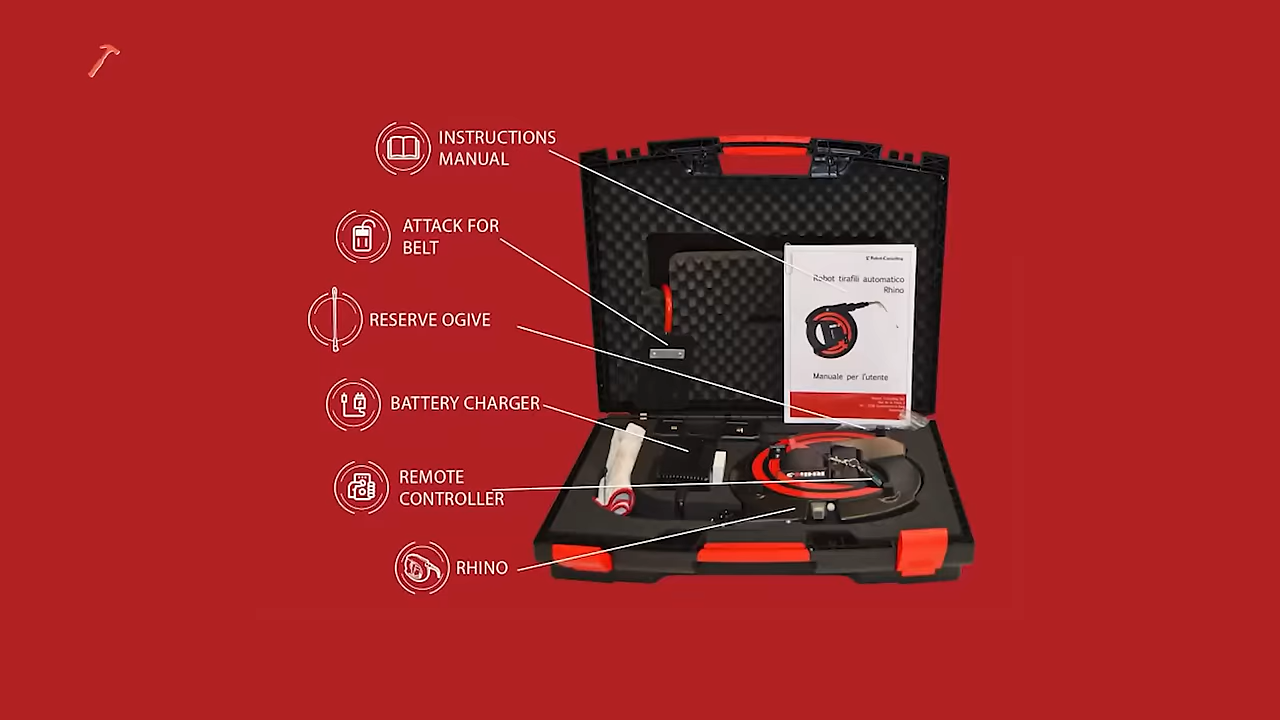 INSTRUCTIONS
MANUAL
ATTACK FOR
BELT
RESERVE OGIVE
BATTERY CHARGER
REMOTE
CONTROLLER
RHINO
Robot tirafili automatico
Rhino
Manuale per l'utente